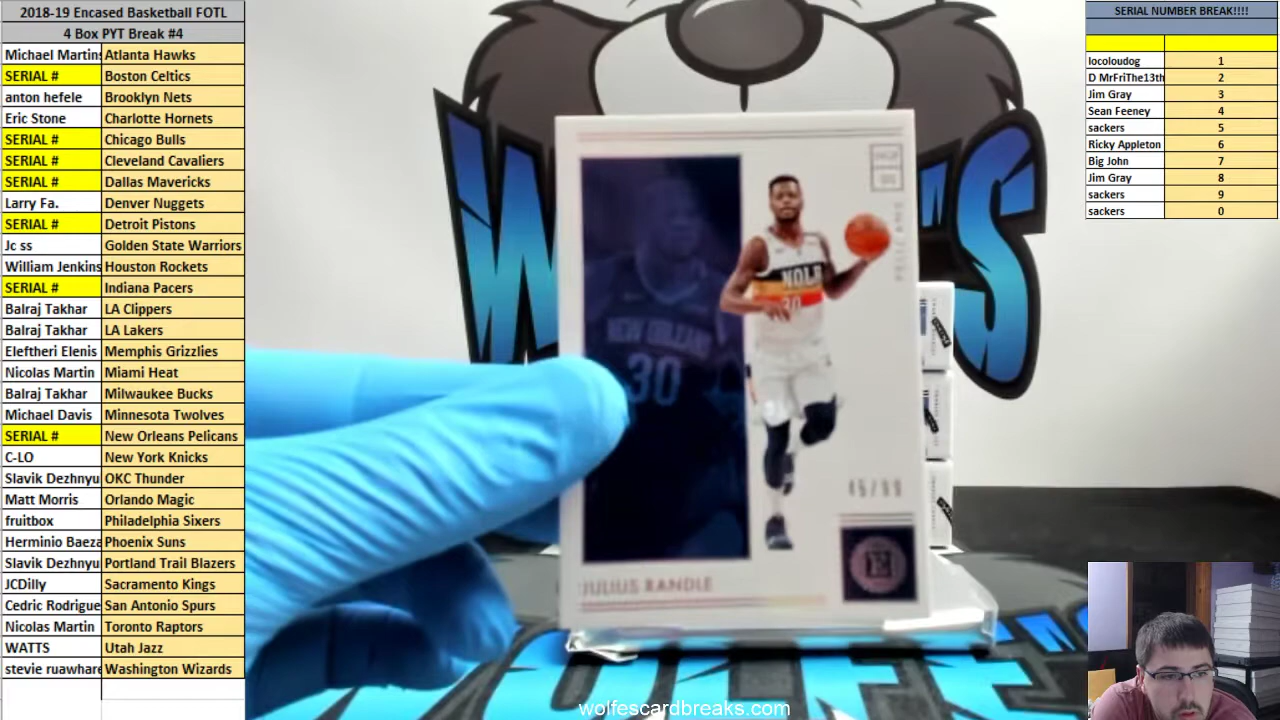 2018-19 Encased Basketball FOTL
4 Box PYT Break #4
Michael Martins Atlanta Hawks
SERIAL # Boston Celtics
anton hefele Brooklyn Nets
Eric Stone Charlotte Hornets
SERIAL # Chicago Bulls
SERIAL # Cleveland Cavaliers
SERIAL # Dallas Mavericks
Larry Fa. Denver Nuggets
SERIAL # Detroit Pistons
Jc ss Golden State Warriors
William Jenkins Houston Rockets
SERIAL # Indiana Pacers
Balraj Takhar LA Clippers
Balraj Takhar LA Lakers
Eleftheri Elenis Memphis Grizzlies
Nicolas Martin Miami Heat
Balraj Takhar Milwaukee Bucks
Michael Davis Minnesota Twolves
SERIAL # New Orleans Pelicans
C-LO New York Knicks
Slavik Dezhnyu OKC Thunder
Matt Morris Orlando Magic
fruitbox Philadelphia Sixers
Herminio Baeza Phoenix Suns
Slavik Dezhnyu Portland Trail Blazers
JCDilly Sacramento Kings
Cedric Rodrigue San Antonio Spurs
Nicolas Martin Toronto Raptors
WATTS Utah Jazz
stevie ruawhare Washington Wizards
SERIAL NUMBER BREAK!!!!
locoloudog 1
D MrFriThe13th 2
Jim Gray 3
Sean Feeney 4
sackers 5
Ricky Appleton 6
Big John 7
Jim Gray 8
sackers 9
sackers 0
PELICANS
NOLA
30
NEW ORLEANS
30
45/99
E
JULIUS RANDLE
WOLFE'S
wolfescardbreaks.com